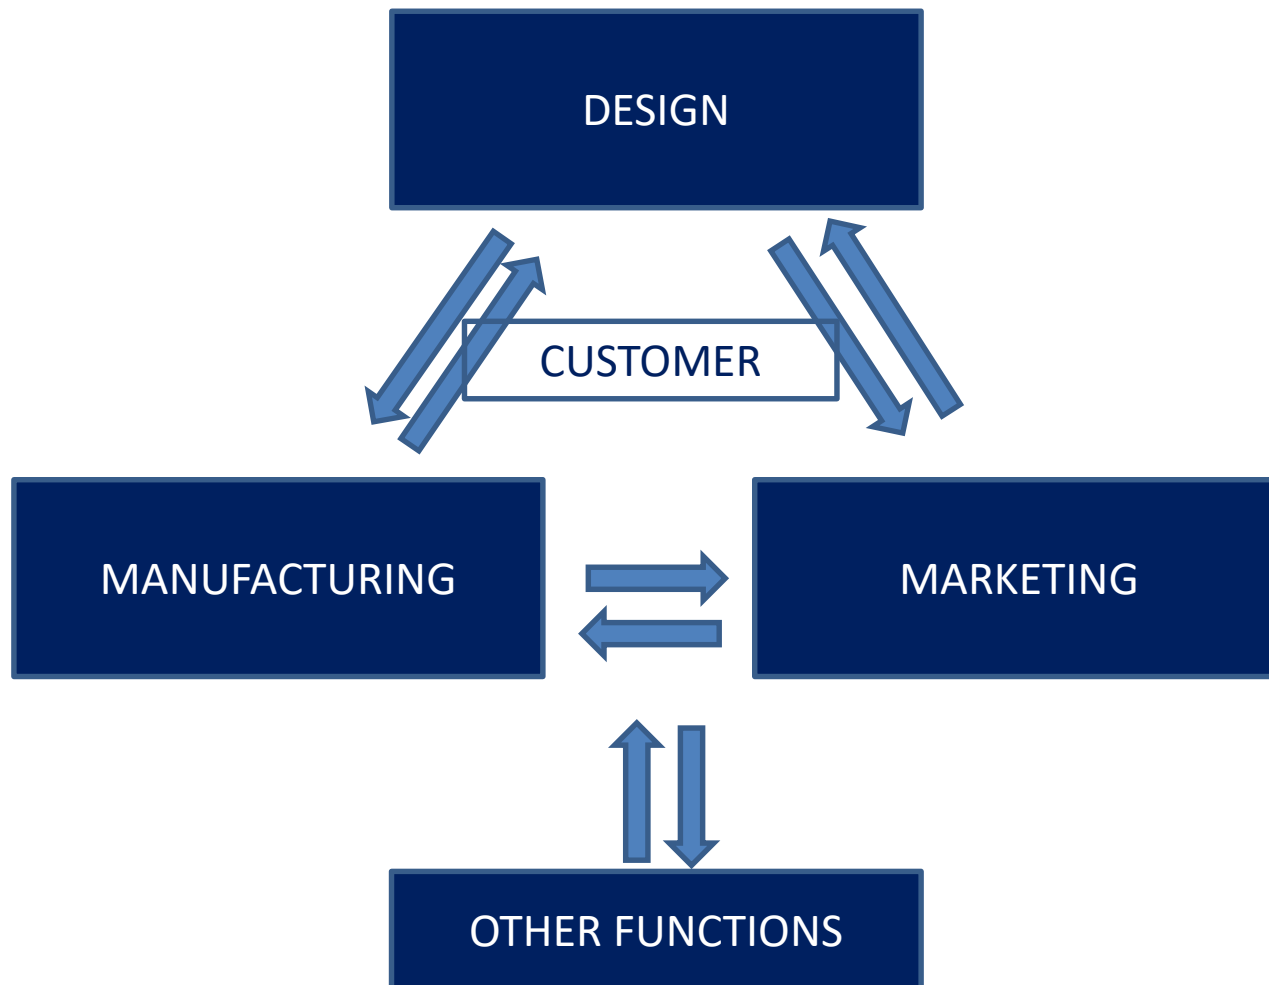 DESIGN
CUSTOMER
MANUFACTURING
MARKETING
OTHER FUNCTIONS